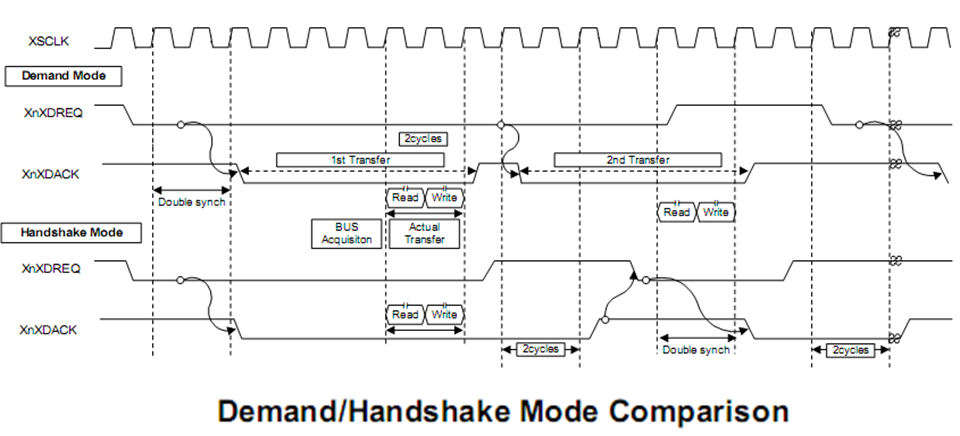 XSCLK
Demand Mode
XnXDREQ
2cycles
1st Transfer
2nd Transfer
XnXDACK
Double synch
Read
Write
Read
Write
BUS
Acquisiton
Actual
Transfer
Handshake Mode
XnXDREQ
Read
Write
XnXDACK
2cycles
Double synch
2cycles
Demand/Handshake Mode Comparison